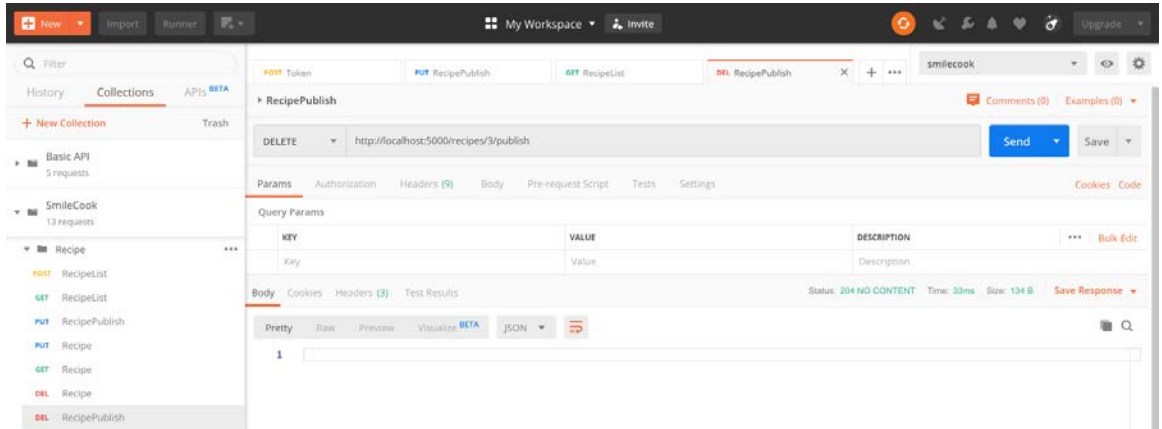 New Import Runner My Workspace Invite Upgrade
Filter
History Collections APIs BETA
New Collection Trash
Basic API
5 requests
SmileCook
13 requests
Recipe
POST RecipeList
GET RecipeList
PUT RecipePublish
PUT Recipe
GET Recipe
DEL Recipe
DEL RecipePublish
POST Token PUT RecipePublish GET RecipeList DEL RecipePublish smilecook
RecipePublish Comments (0) Examples (0)
DELETE http://localhost:5000/recipes/3/publish Send Save
Params Authorization Headers (9) Body Pre-request Script Tests Settings Cookies Code
Query Params
KEY VALUE DESCRIPTION Bulk Edit
Key Value Description
Body Cookies Headers (3) Test Results Status: 204 NO CONTENT Time: 33ms Size: 134 B Save Response
Pretty Raw Preview Visualize BETA JSON
1